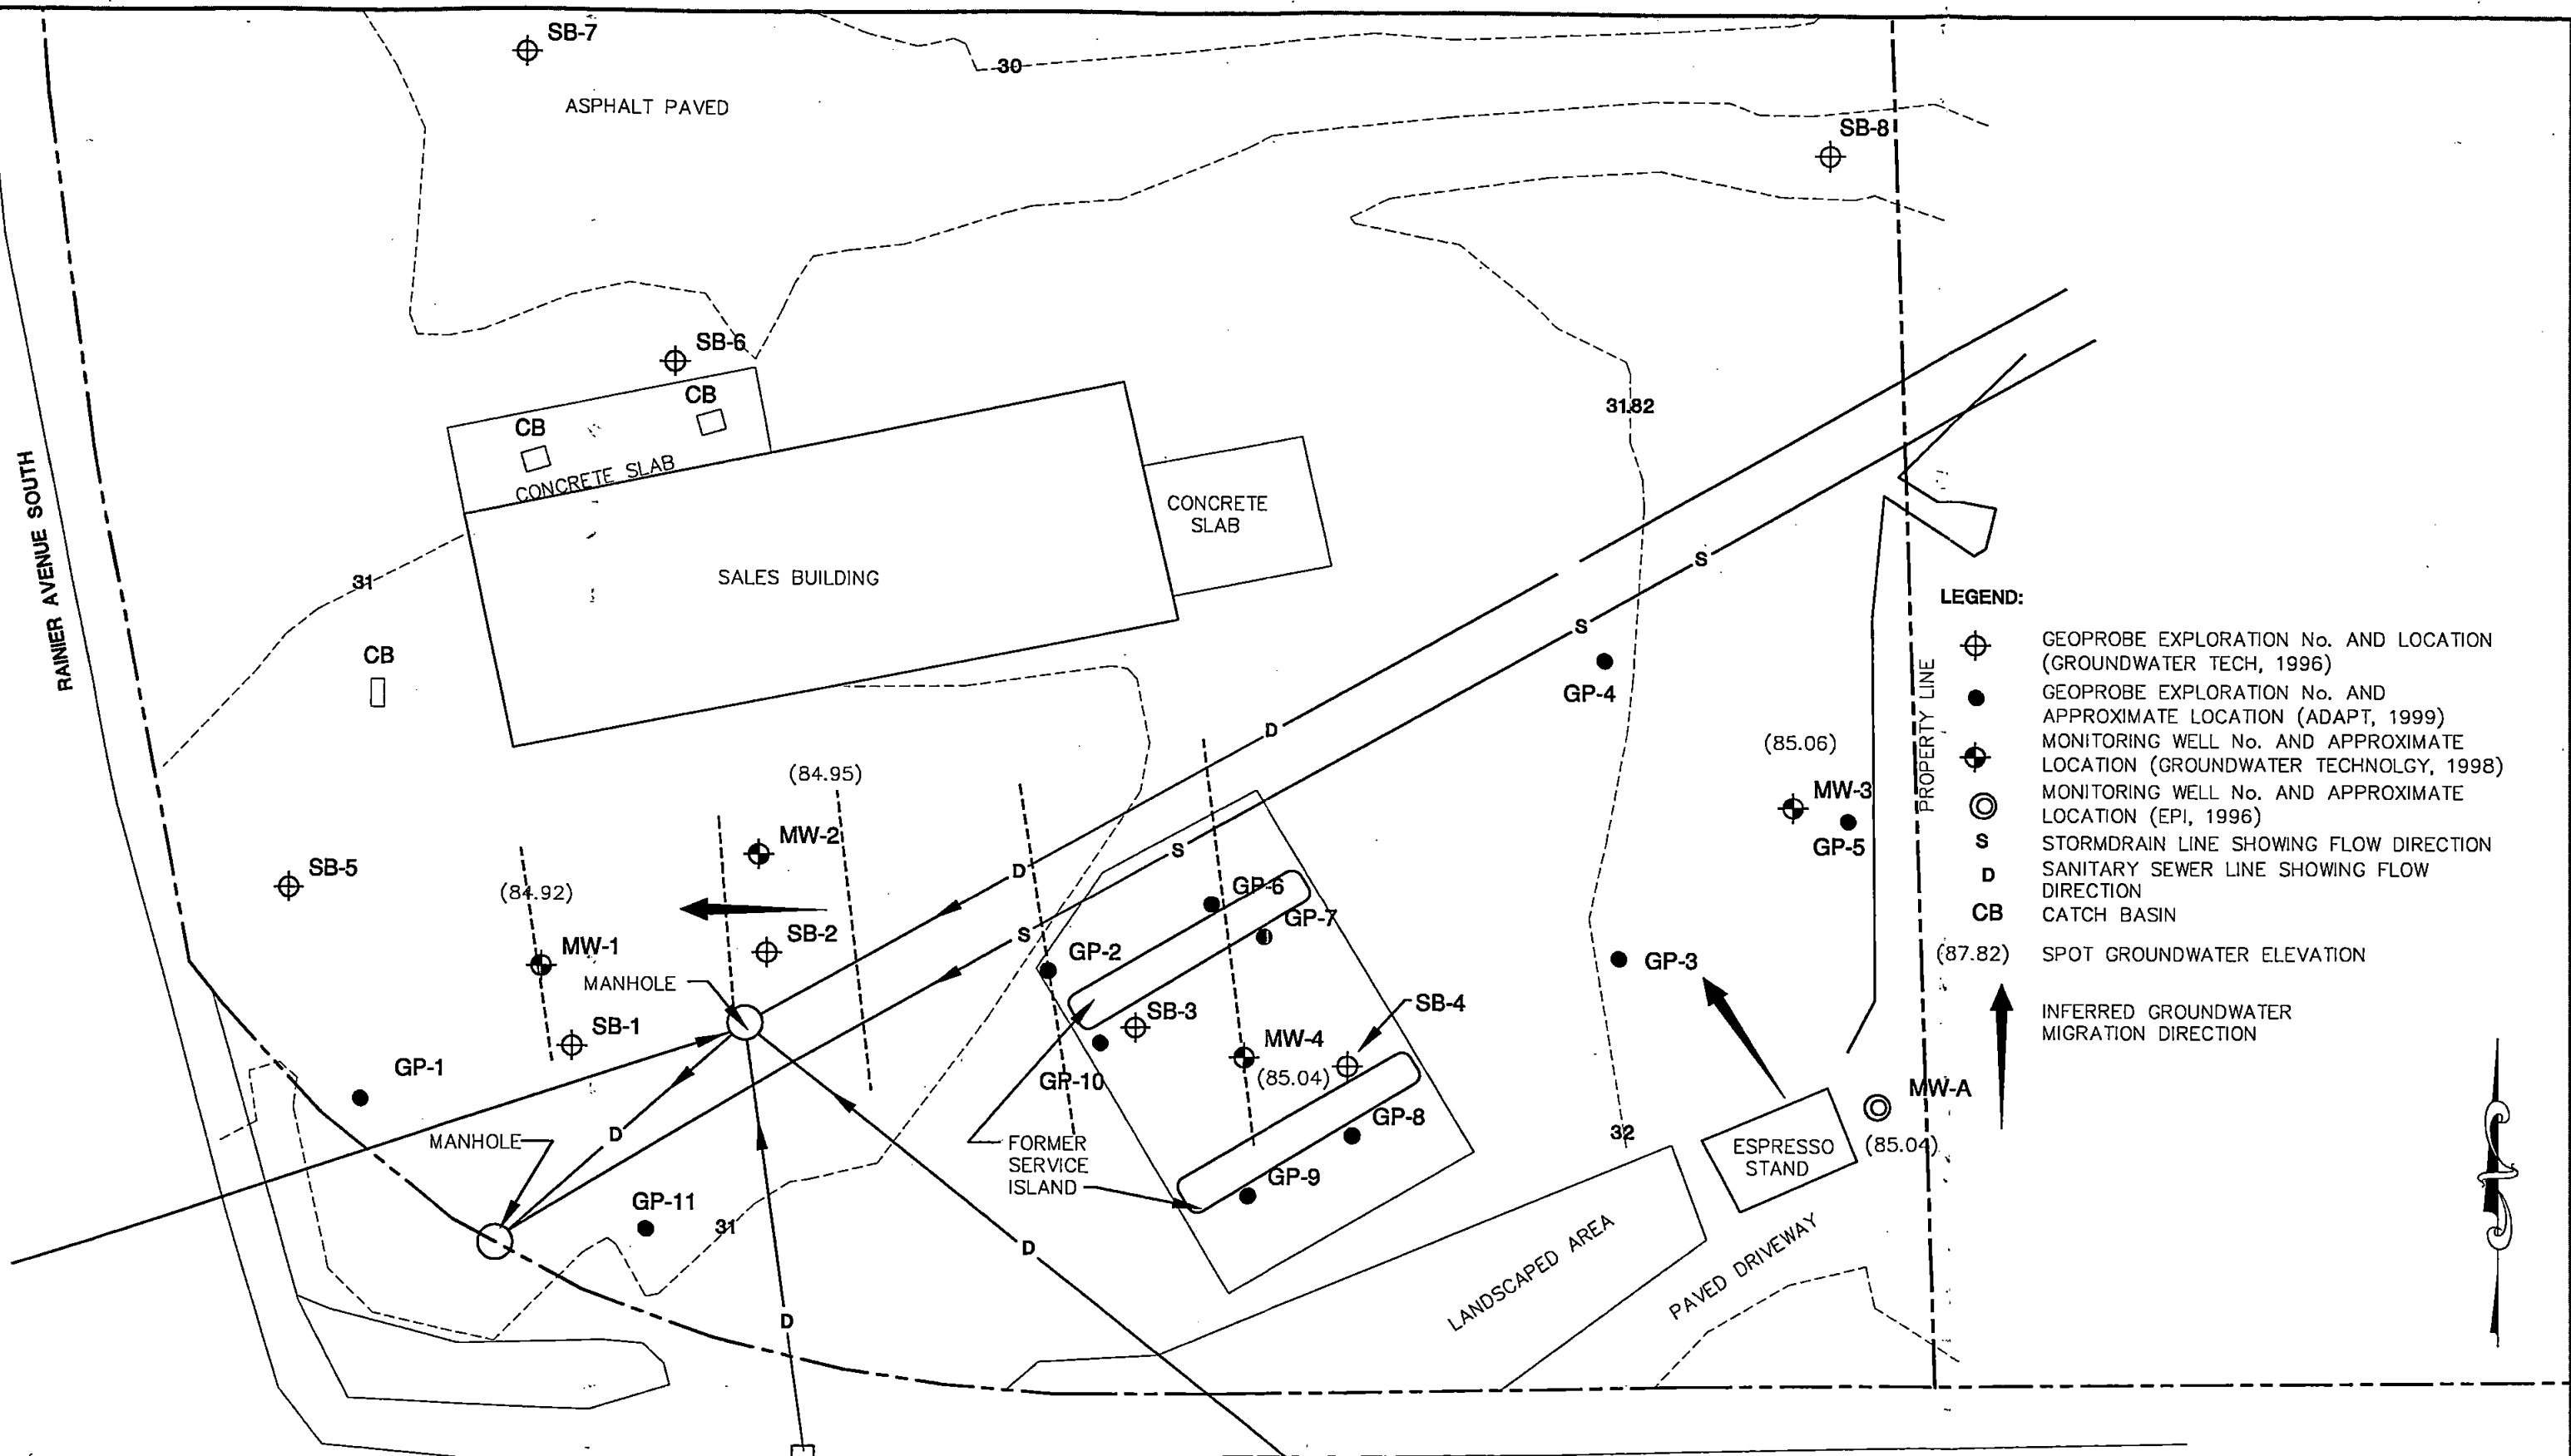 SB-7
30
ASPHALT PAVED
SB-8
SB-6
CB
CB
CONCRETE SLAB
31.82
CONCRETE
SLAB
RAINIER AVENUE SOUTH
SALES BUILDING
31
CB
S
S
GP-4
D
(85.06)
MW-3
GP-5
PROPERTY LINE
(84.95)
MW-2
SB-5
(84.92)
MW-1
SB-2
MANHOLE
SB-1
GP-1
D
S
S
GP-6
GP-7
GP-2
SB-3
GP-10
MW-4
(85.04)
SB-4
GP-3
MW-A
(85.04)
ESPRESSO
STAND
32
GP-8
GP-9
FORMER
SERVICE
ISLAND
MANHOLE
D
GP-11
31
D
D
LANDSCAPED AREA
PAVED DRIVEWAY
LEGEND:
GEOPROBE EXPLORATION No. AND LOCATION
(GROUNDWATER TECH, 1996)
GEOPROBE EXPLORATION No. AND
APPROXIMATE LOCATION (ADAPT, 1999)
MONITORING WELL No. AND APPROXIMATE
LOCATION (GROUNDWATER TECHNOLGY, 1998)
MONITORING WELL No. AND APPROXIMATE
LOCATION (EPI, 1996)
S STORMDRAIN LINE SHOWING FLOW DIRECTION
D SANITARY SEWER LINE SHOWING FLOW
DIRECTION
CB CATCH BASIN
(87.82) SPOT GROUNDWATER ELEVATION
INFERRED GROUNDWATER
MIGRATION DIRECTION